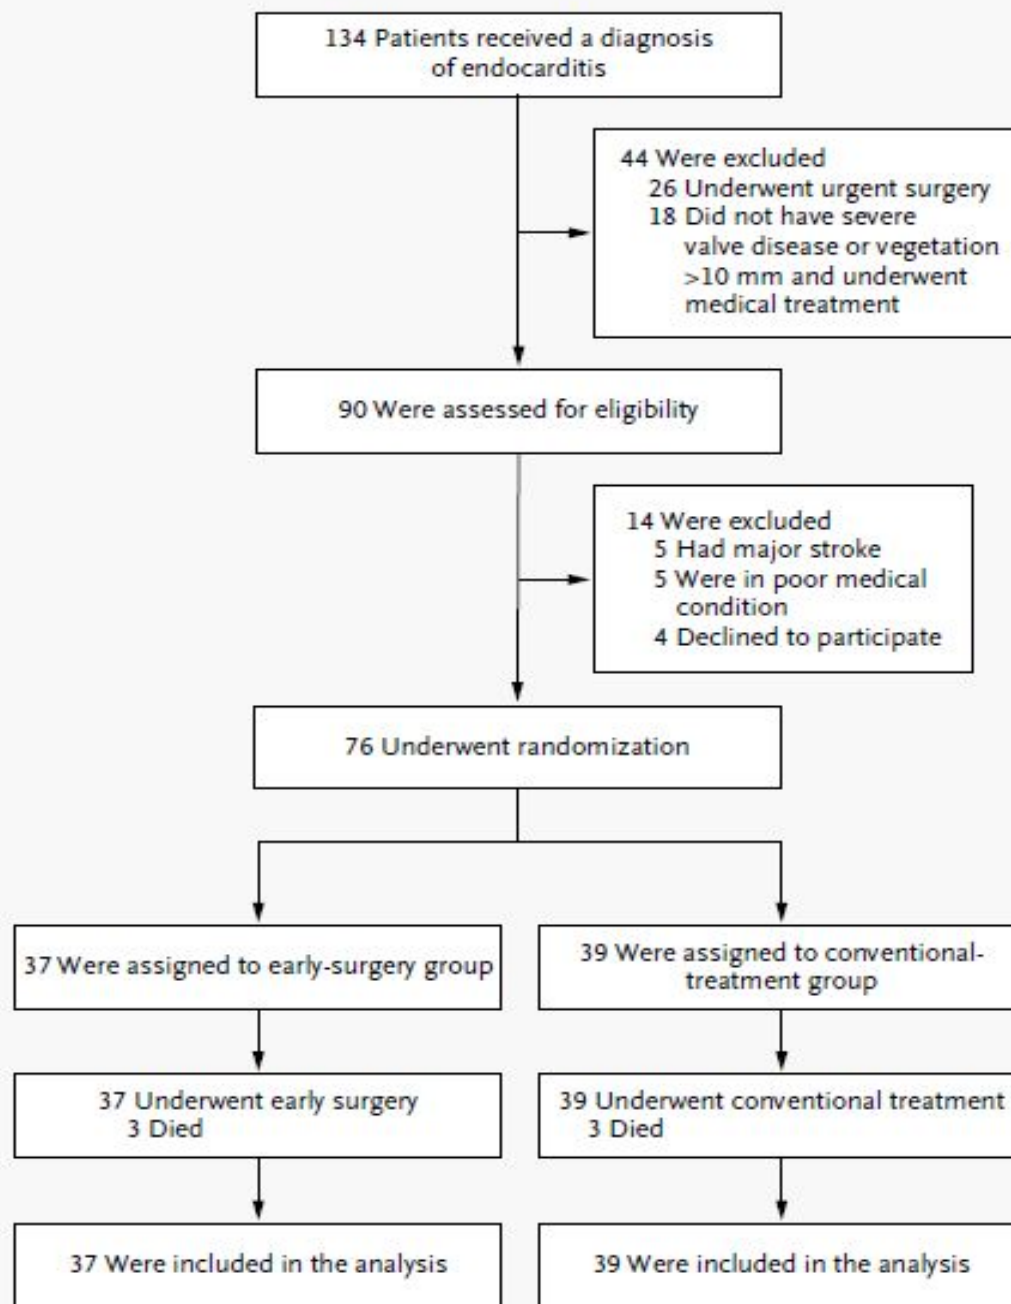 134 Patients received a diagnosis
of endocarditis
44 Were excluded
26 Underwent urgent surgery
18 Did not have severe
valve disease or vegetation
>10 mm and underwent
medical treatment
90 Were assessed for eligibility
14 Were excluded
5 Had major stroke
5 Were in poor medical
condition
4 Declined to participate
76 Underwent randomization
37 Were assigned to early-surgery group
39 Were assigned to conventional-
treatment group
37 Underwent early surgery
3 Died
39 Underwent conventional treatment
3 Died
37 Were included in the analysis
39 Were included in the analysis